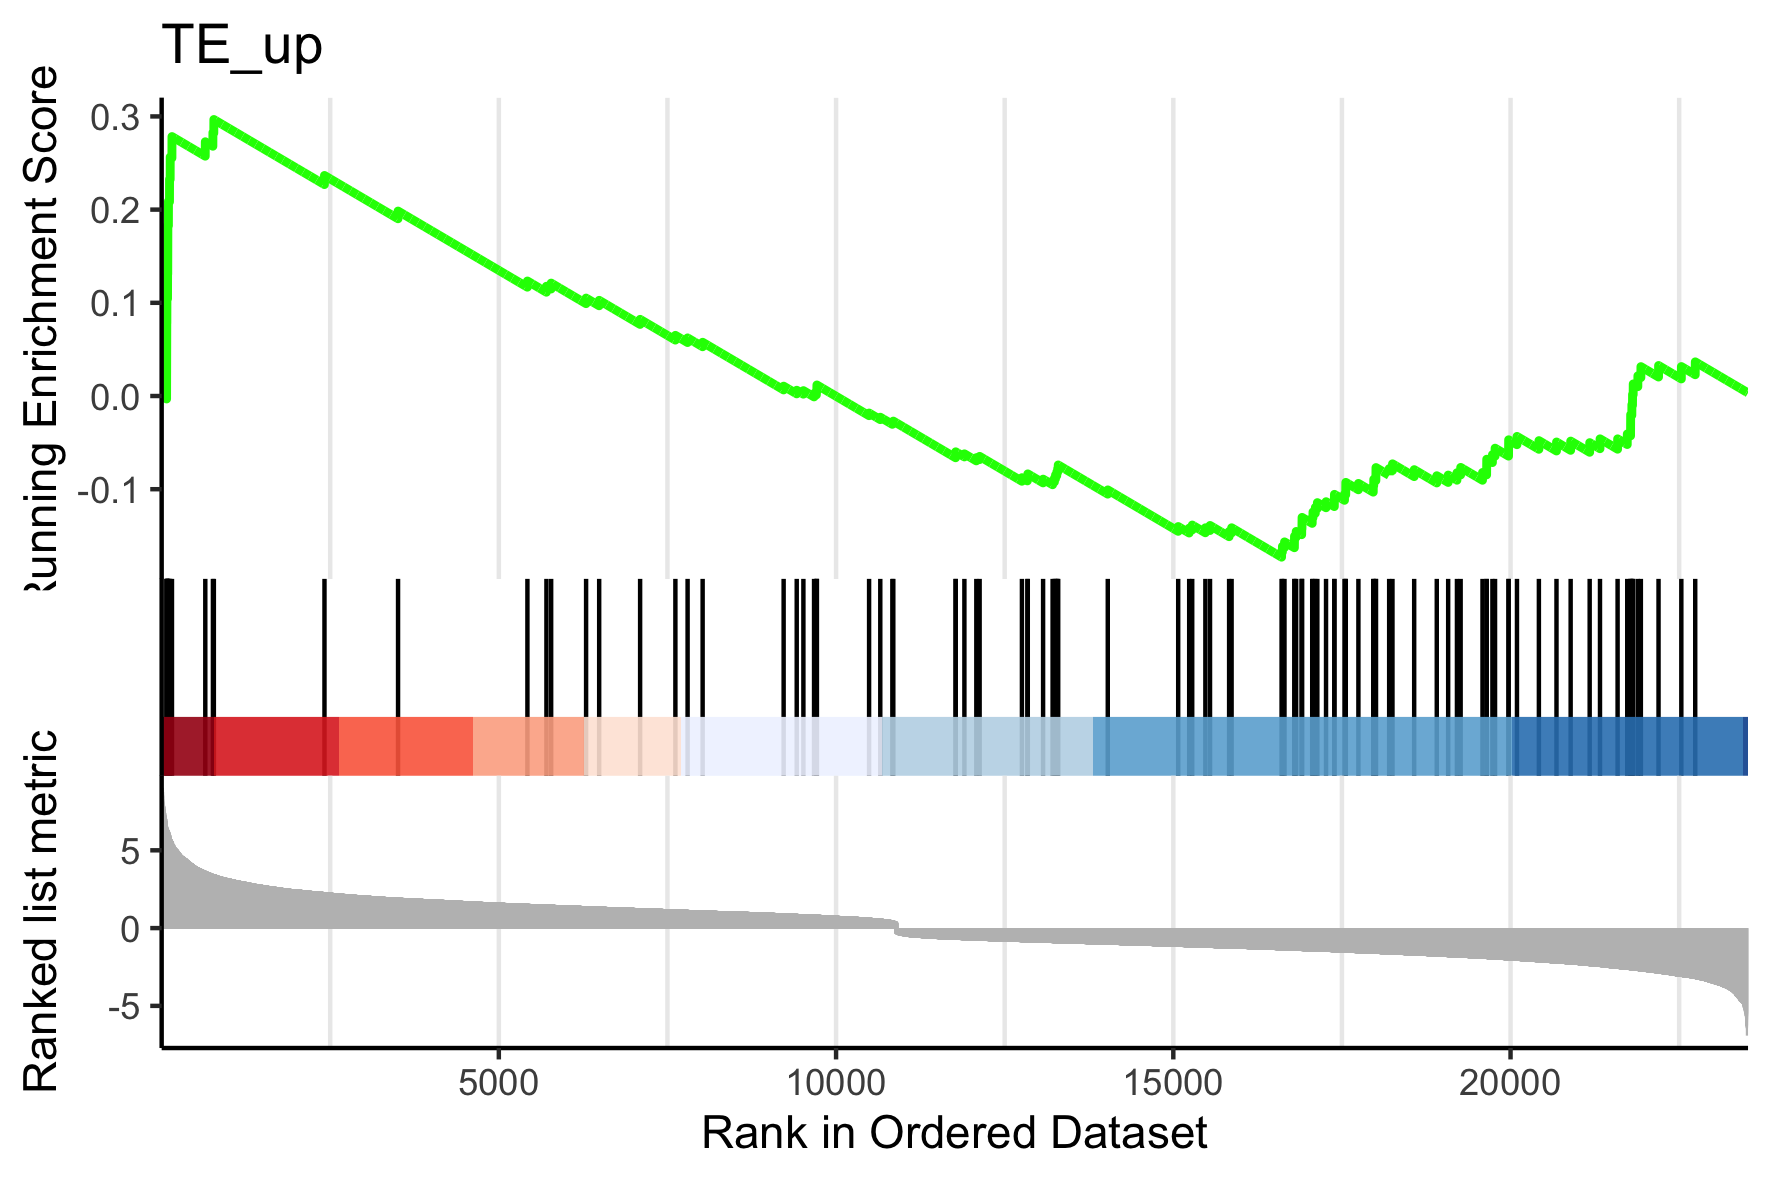 TE_up
Running Enrichment Score
0.3
0.2
0.1
0.0
-0.1
Ranked list metric
5
0
-5
5000 10000 15000 20000
Rank in Ordered Dataset